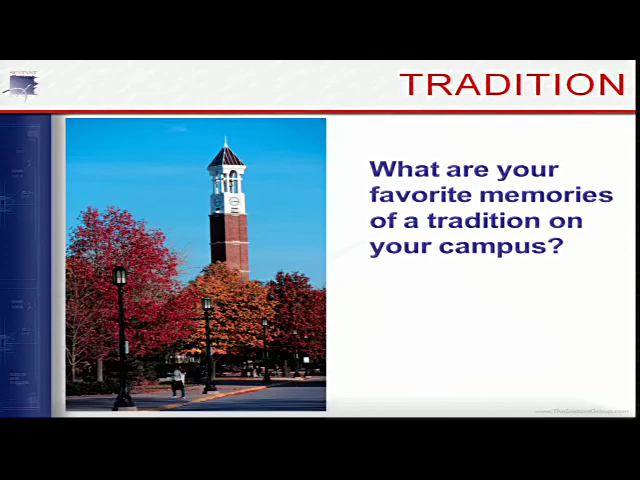 TRADITION
What are your
favorite memories
of a tradition on
your campus?